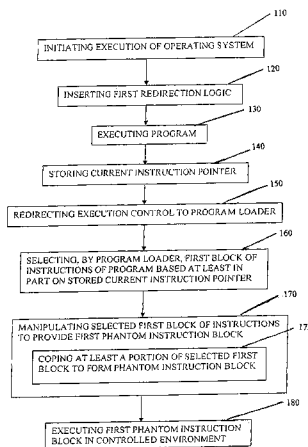 110
INITIATING EXECUTION OF OPERATING SYSTEM
120
INSERTING FIRST REDIRECTION LOGIC
130
EXECUTING PROGRAM
140
STORING CURRENT INSTRUCTION POINTER
150
REDIRECTING EXECUTION CONTROL TO PROGRAM LOADER
160
SELECTING, BY PROGRAM LOADER, FIRST BLOCK OF
INSTRUCTIONS OF PROGRAM BASED AT LEAST IN
PART ON STORED CURRENT INSTRUCTION POINTER
170
MANIPULATING SELECTED FIRST BLOCK OF INSTRUCTIONS
TO PROVIDE FIRST PHANTOM INSTRUCTION BLOCK
COPING AT LEAST A PORTION OF SELECTED FIRST
BLOCK TO FORM PHANTOM INSTRUCTION BLOCK
180
EXECUTING FIRST PHANTOM INSTRUCTION
BLOCK IN CONTROLLED ENVIRONMENT